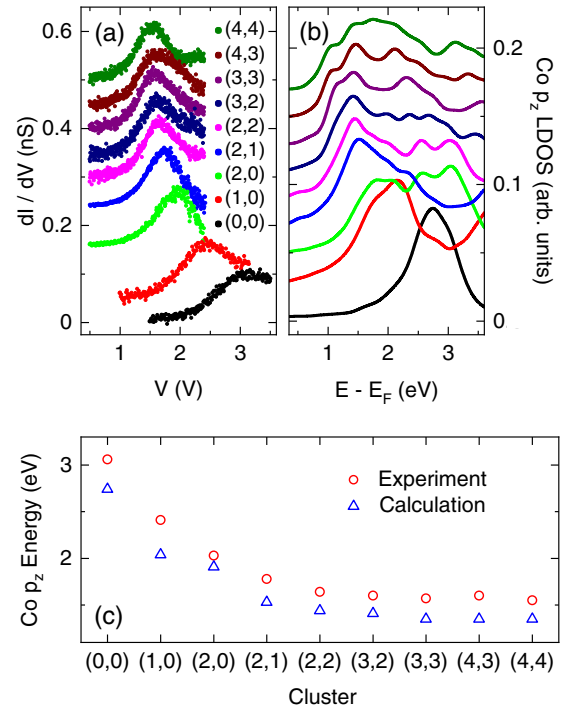 (a)
(b)
0.6
0.4
0.2
0
dI / dV (nS)
(4,4)
(4,3)
(3,3)
(3,2)
(2,2)
(2,1)
(2,0)
(1,0)
(0,0)
1 2 3
V (V)
0.2
0.1
0
Co p_z LDOS (arb. units)
1 2 3
E - E_F (eV)
3
2
Co p_z Energy (eV)
Experiment
Calculation
(c)
(0,0) (1,0) (2,0) (2,1) (2,2) (3,2) (3,3) (4,3) (4,4)
Cluster